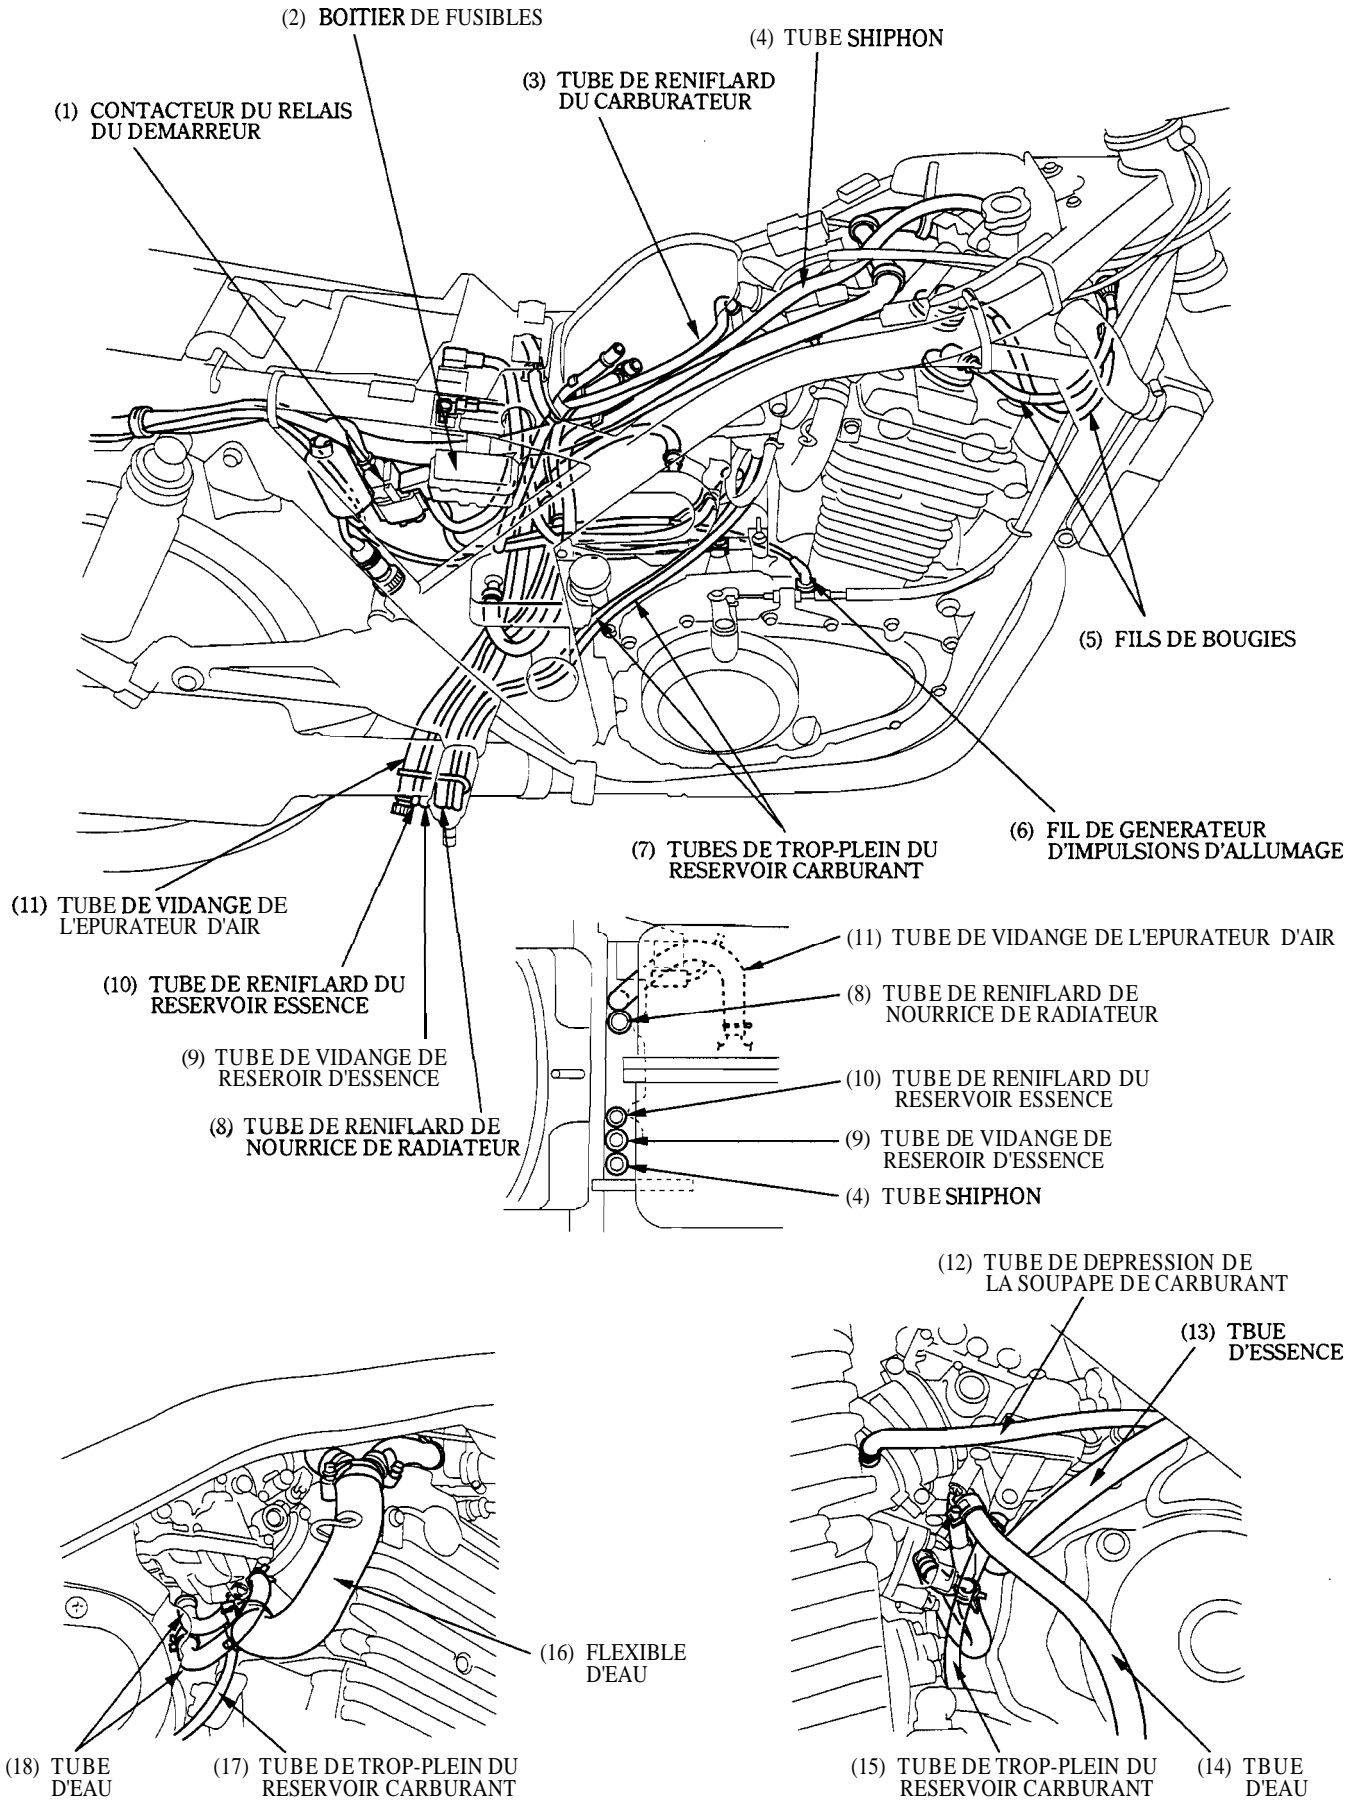 (2) BOITIER DE FUSIBLES
(4) TUBE SHIPHON
(3) TUBE DE RENIFLARD
DU CARBURATEUR
(1) CONTACTEUR DU RELAIS
DU DEMARREUR
(5) FILS DE BOUGIES
(6) FIL DE GENERATEUR
D'IMPULSIONS D'ALLUMAGE
(7) TUBES DE TROP-PLEIN DU
RESERVOIR CARBURANT
(11) TUBE DE VIDANGE DE
L'EPURATEUR D'AIR
(10) TUBE DE RENIFLARD DU
RESERVOIR ESSENCE
(9) TUBE DE VIDANGE DE
RESEROIR D'ESSENCE
(8) TUBE DE RENIFLARD DE
NOURRICE DE RADIATEUR
(11) TUBE DE VIDANGE DE L'EPURATEUR D'AIR
(8) TUBE DE RENIFLARD DE
NOURRICE DE RADIATEUR
(10) TUBE DE RENIFLARD DU
RESERVOIR ESSENCE
(9) TUBE DE VIDANGE DE
RESEROIR D'ESSENCE
(4) TUBE SHIPHON
(12) TUBE DE DEPRESSION DE
LA SOUPAPE DE CARBURANT
(13) TBUE
D'ESSENCE
(16) FLEXIBLE
D'EAU
(18) TUBE
D'EAU
(17) TUBE DE TROP-PLEIN DU
RESERVOIR CARBURANT
(15) TUBE DE TROP-PLEIN DU
RESERVOIR CARBURANT
(14) TBUE
D'EAU